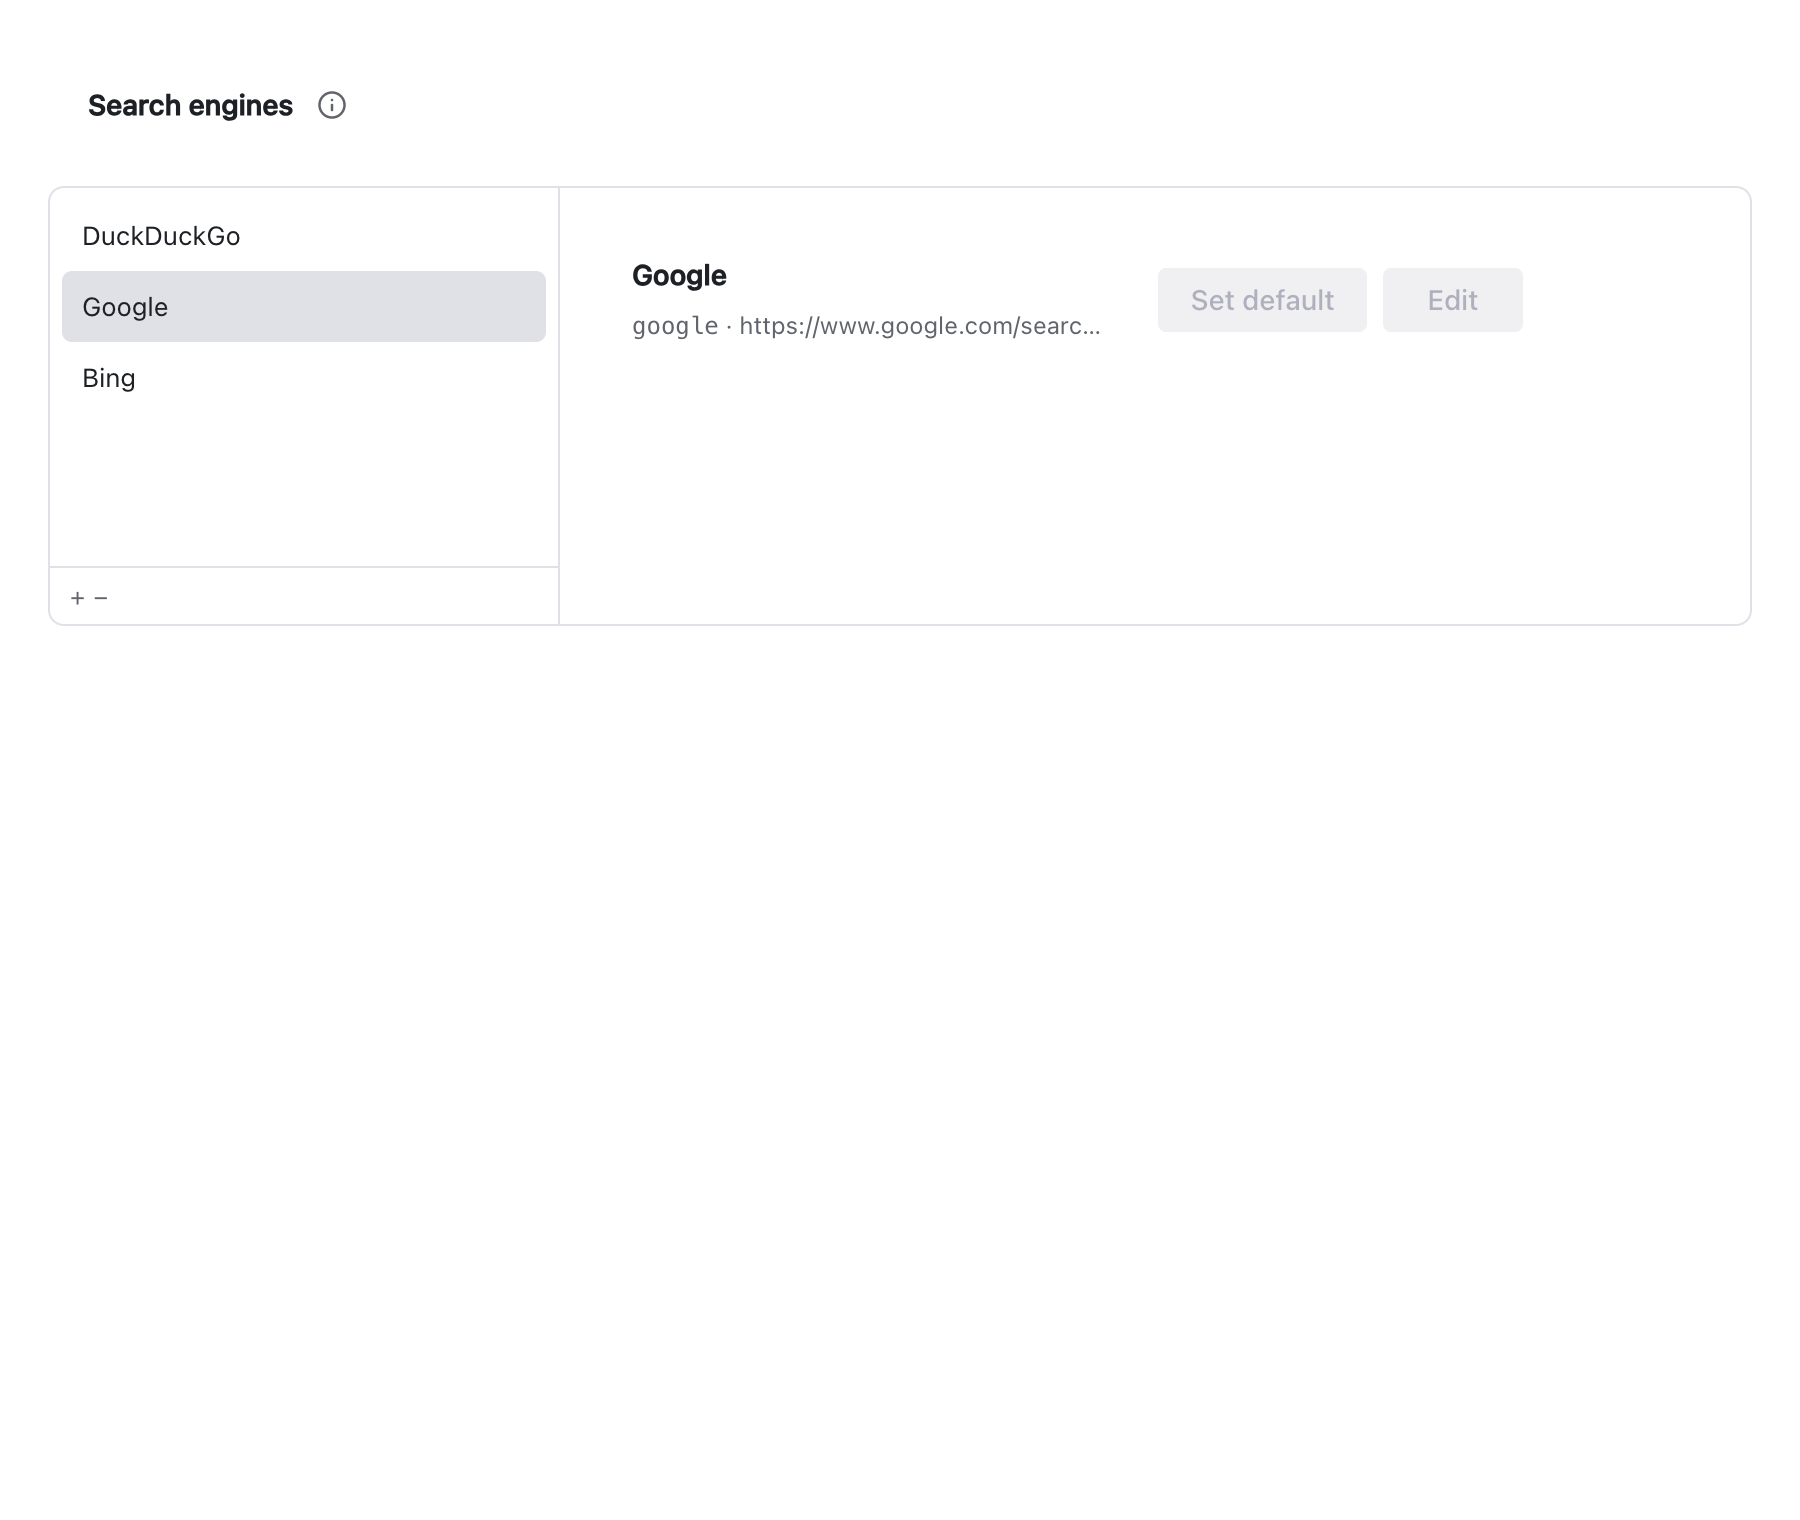 Search engines
DuckDuckGo
Google
Bing
+ −
Google
google · https://www.google.com/searc...
Set default
Edit